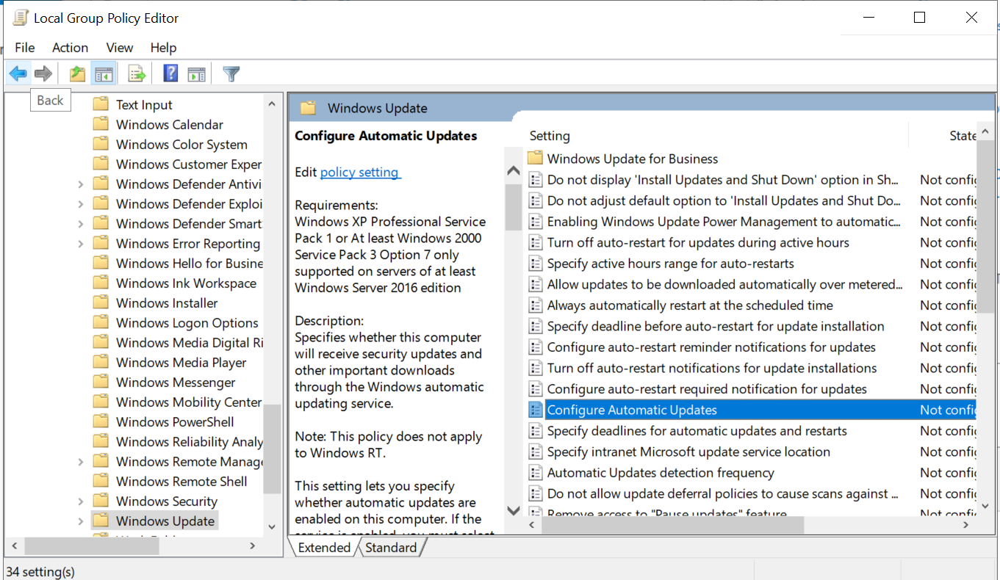 Local Group Policy Editor
File Action View Help
Back
Text Input
Windows Calendar
Windows Color System
Windows Customer Exper
Windows Defender Antivi
Windows Defender Exploi
Windows Defender Smart
Windows Error Reporting
Windows Hello for Busine
Windows Ink Workspace
Windows Installer
Windows Logon Options
Windows Media Digital Ri
Windows Media Player
Windows Messenger
Windows Mobility Center
Windows PowerShell
Windows Reliability Analy
Windows Remote Manage
Windows Remote Shell
Windows Security
Windows Update
Windows Update
Configure Automatic Updates
Edit policy setting
Requirements:
Windows XP Professional Service
Pack 1 or At least Windows 2000
Service Pack 3 Option 7 only
supported on servers of at least
Windows Server 2016 edition
Description:
Specifies whether this computer
will receive security updates and
other important downloads
through the Windows automatic
updating service.
Note: This policy does not apply
to Windows RT.
This setting lets you specify
whether automatic updates are
enabled on this computer. If the
service is enabled, you must select
Setting State
Windows Update for Business
Do not display 'Install Updates and Shut Down' option in Sh... Not config
Do not adjust default option to 'Install Updates and Shut Do... Not config
Enabling Windows Update Power Management to automatic... Not config
Turn off auto-restart for updates during active hours Not config
Specify active hours range for auto-restarts Not config
Allow updates to be downloaded automatically over metered... Not config
Always automatically restart at the scheduled time Not config
Specify deadline before auto-restart for update installation Not config
Configure auto-restart reminder notifications for updates Not config
Turn off auto-restart notifications for update installations Not config
Configure auto-restart required notification for updates Not config
Configure Automatic Updates Not config
Specify deadlines for automatic updates and restarts Not config
Specify intranet Microsoft update service location Not config
Automatic Updates detection frequency Not config
Do not allow update deferral policies to cause scans against ... Not config
Remove access to "Pause updates" feature Not config
Extended Standard
34 setting(s)